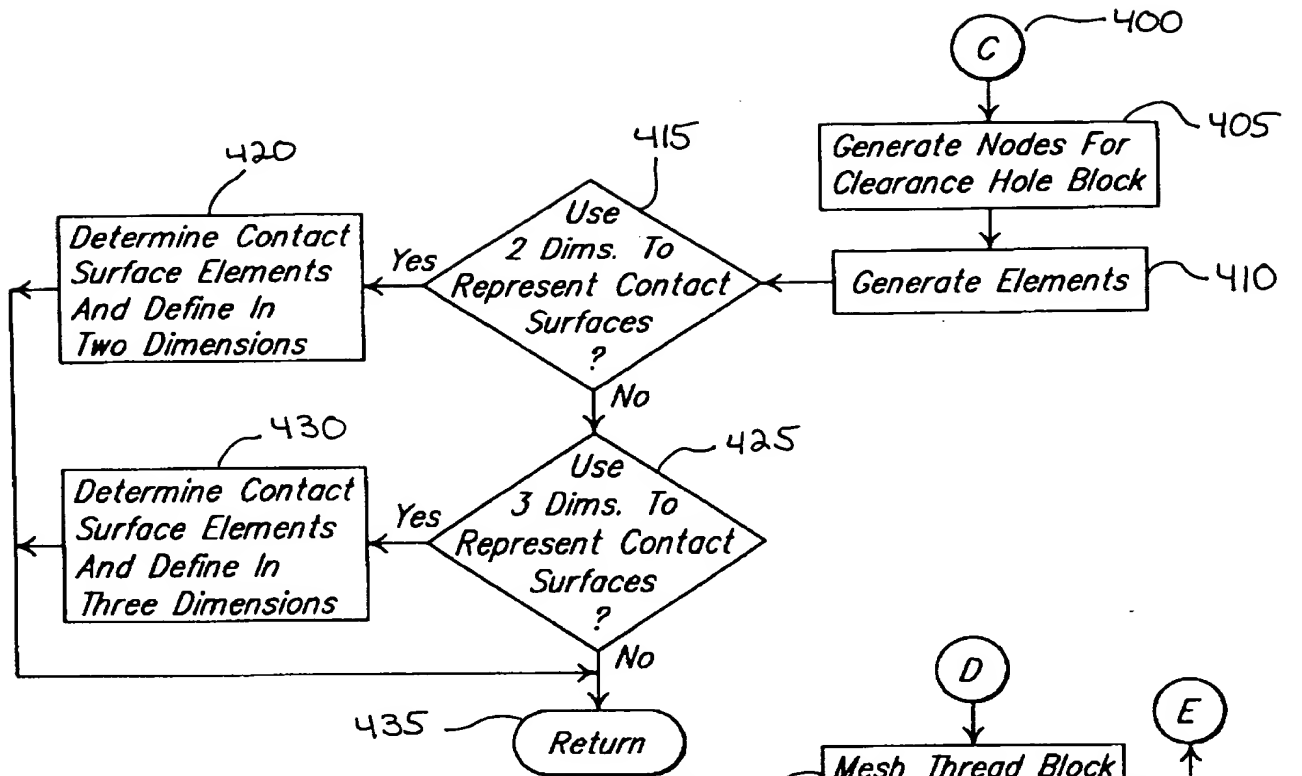 C
400
Generate Nodes For
Clearance Hole Block
405
Generate Elements
410
415
Use
2 Dims. To
Represent Contact
Surfaces
?
Yes
No
420
Determine Contact
Surface Elements
And Define In
Two Dimensions
425
Use
3 Dims. To
Represent Contact
Surfaces
?
Yes
No
430
Determine Contact
Surface Elements
And Define In
Three Dimensions
435
Return
D
E
Mesh Thread Block